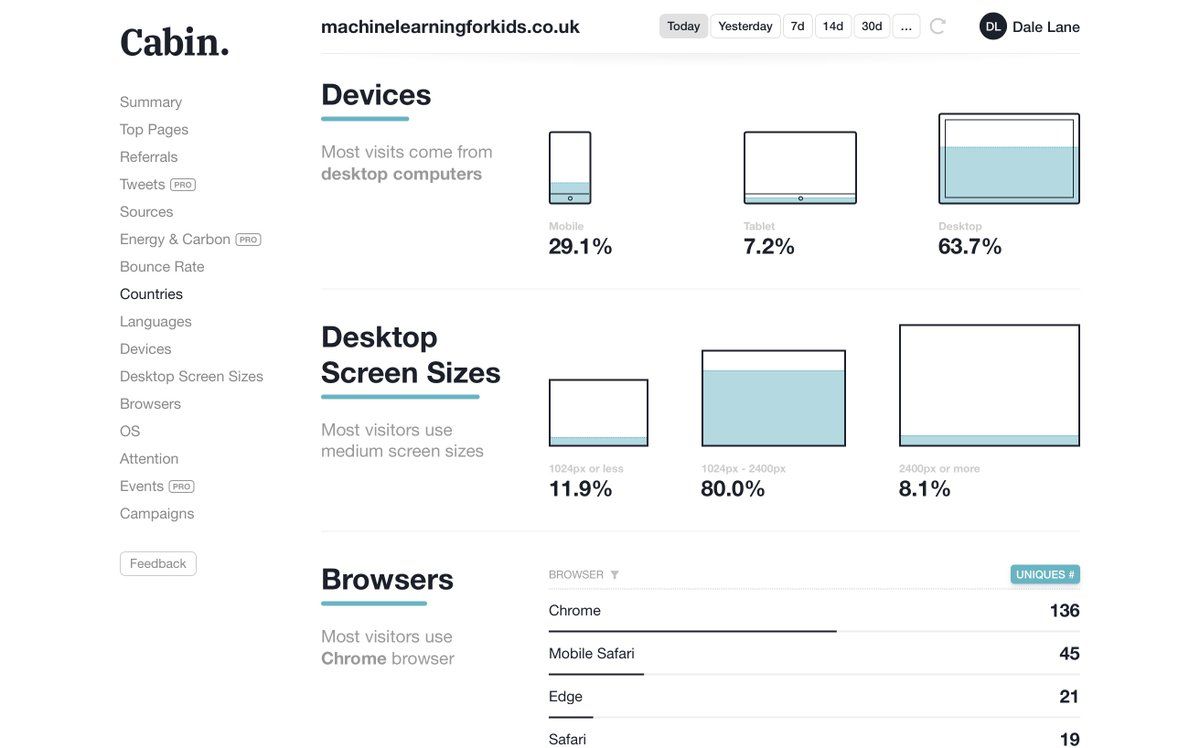 Cabin.
machinelearningforkids.co.uk
Today Yesterday 7d 14d 30d ...
DL Dale Lane
Summary
Top Pages
Referrals
Tweets PRO
Sources
Energy & Carbon PRO
Bounce Rate
Countries
Languages
Devices
Desktop Screen Sizes
Browsers
OS
Attention
Events PRO
Campaigns
Feedback
Devices
Most visits come from
desktop computers
Mobile
29.1%
Tablet
7.2%
Desktop
63.7%
Desktop
Screen Sizes
Most visitors use
medium screen sizes
1024px or less
11.9%
1024px - 2400px
80.0%
2400px or more
8.1%
Browsers
Most visitors use
Chrome browser
BROWSER UNIQUES #
Chrome 136
Mobile Safari 45
Edge 21
Safari 19